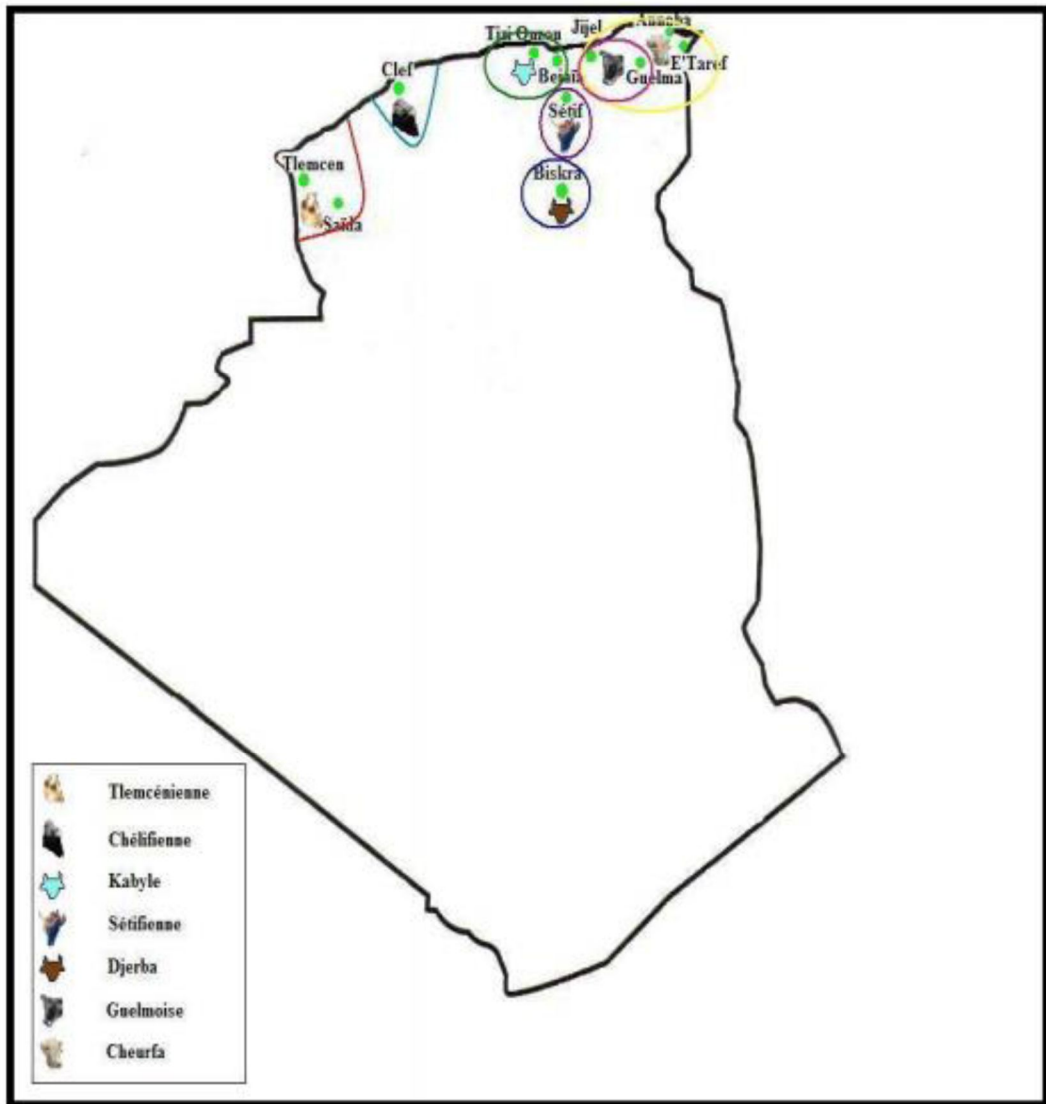 Annaba
Jijel
Tizi Ouzou
E'Taref
Bejaïa
Guelma
Clef
Sétif
Tlemcen
Biskra
Saïda
Tlemcénienne
Chélifienne
Kabyle
Sétifienne
Djerba
Guelmoise
Cheurfa